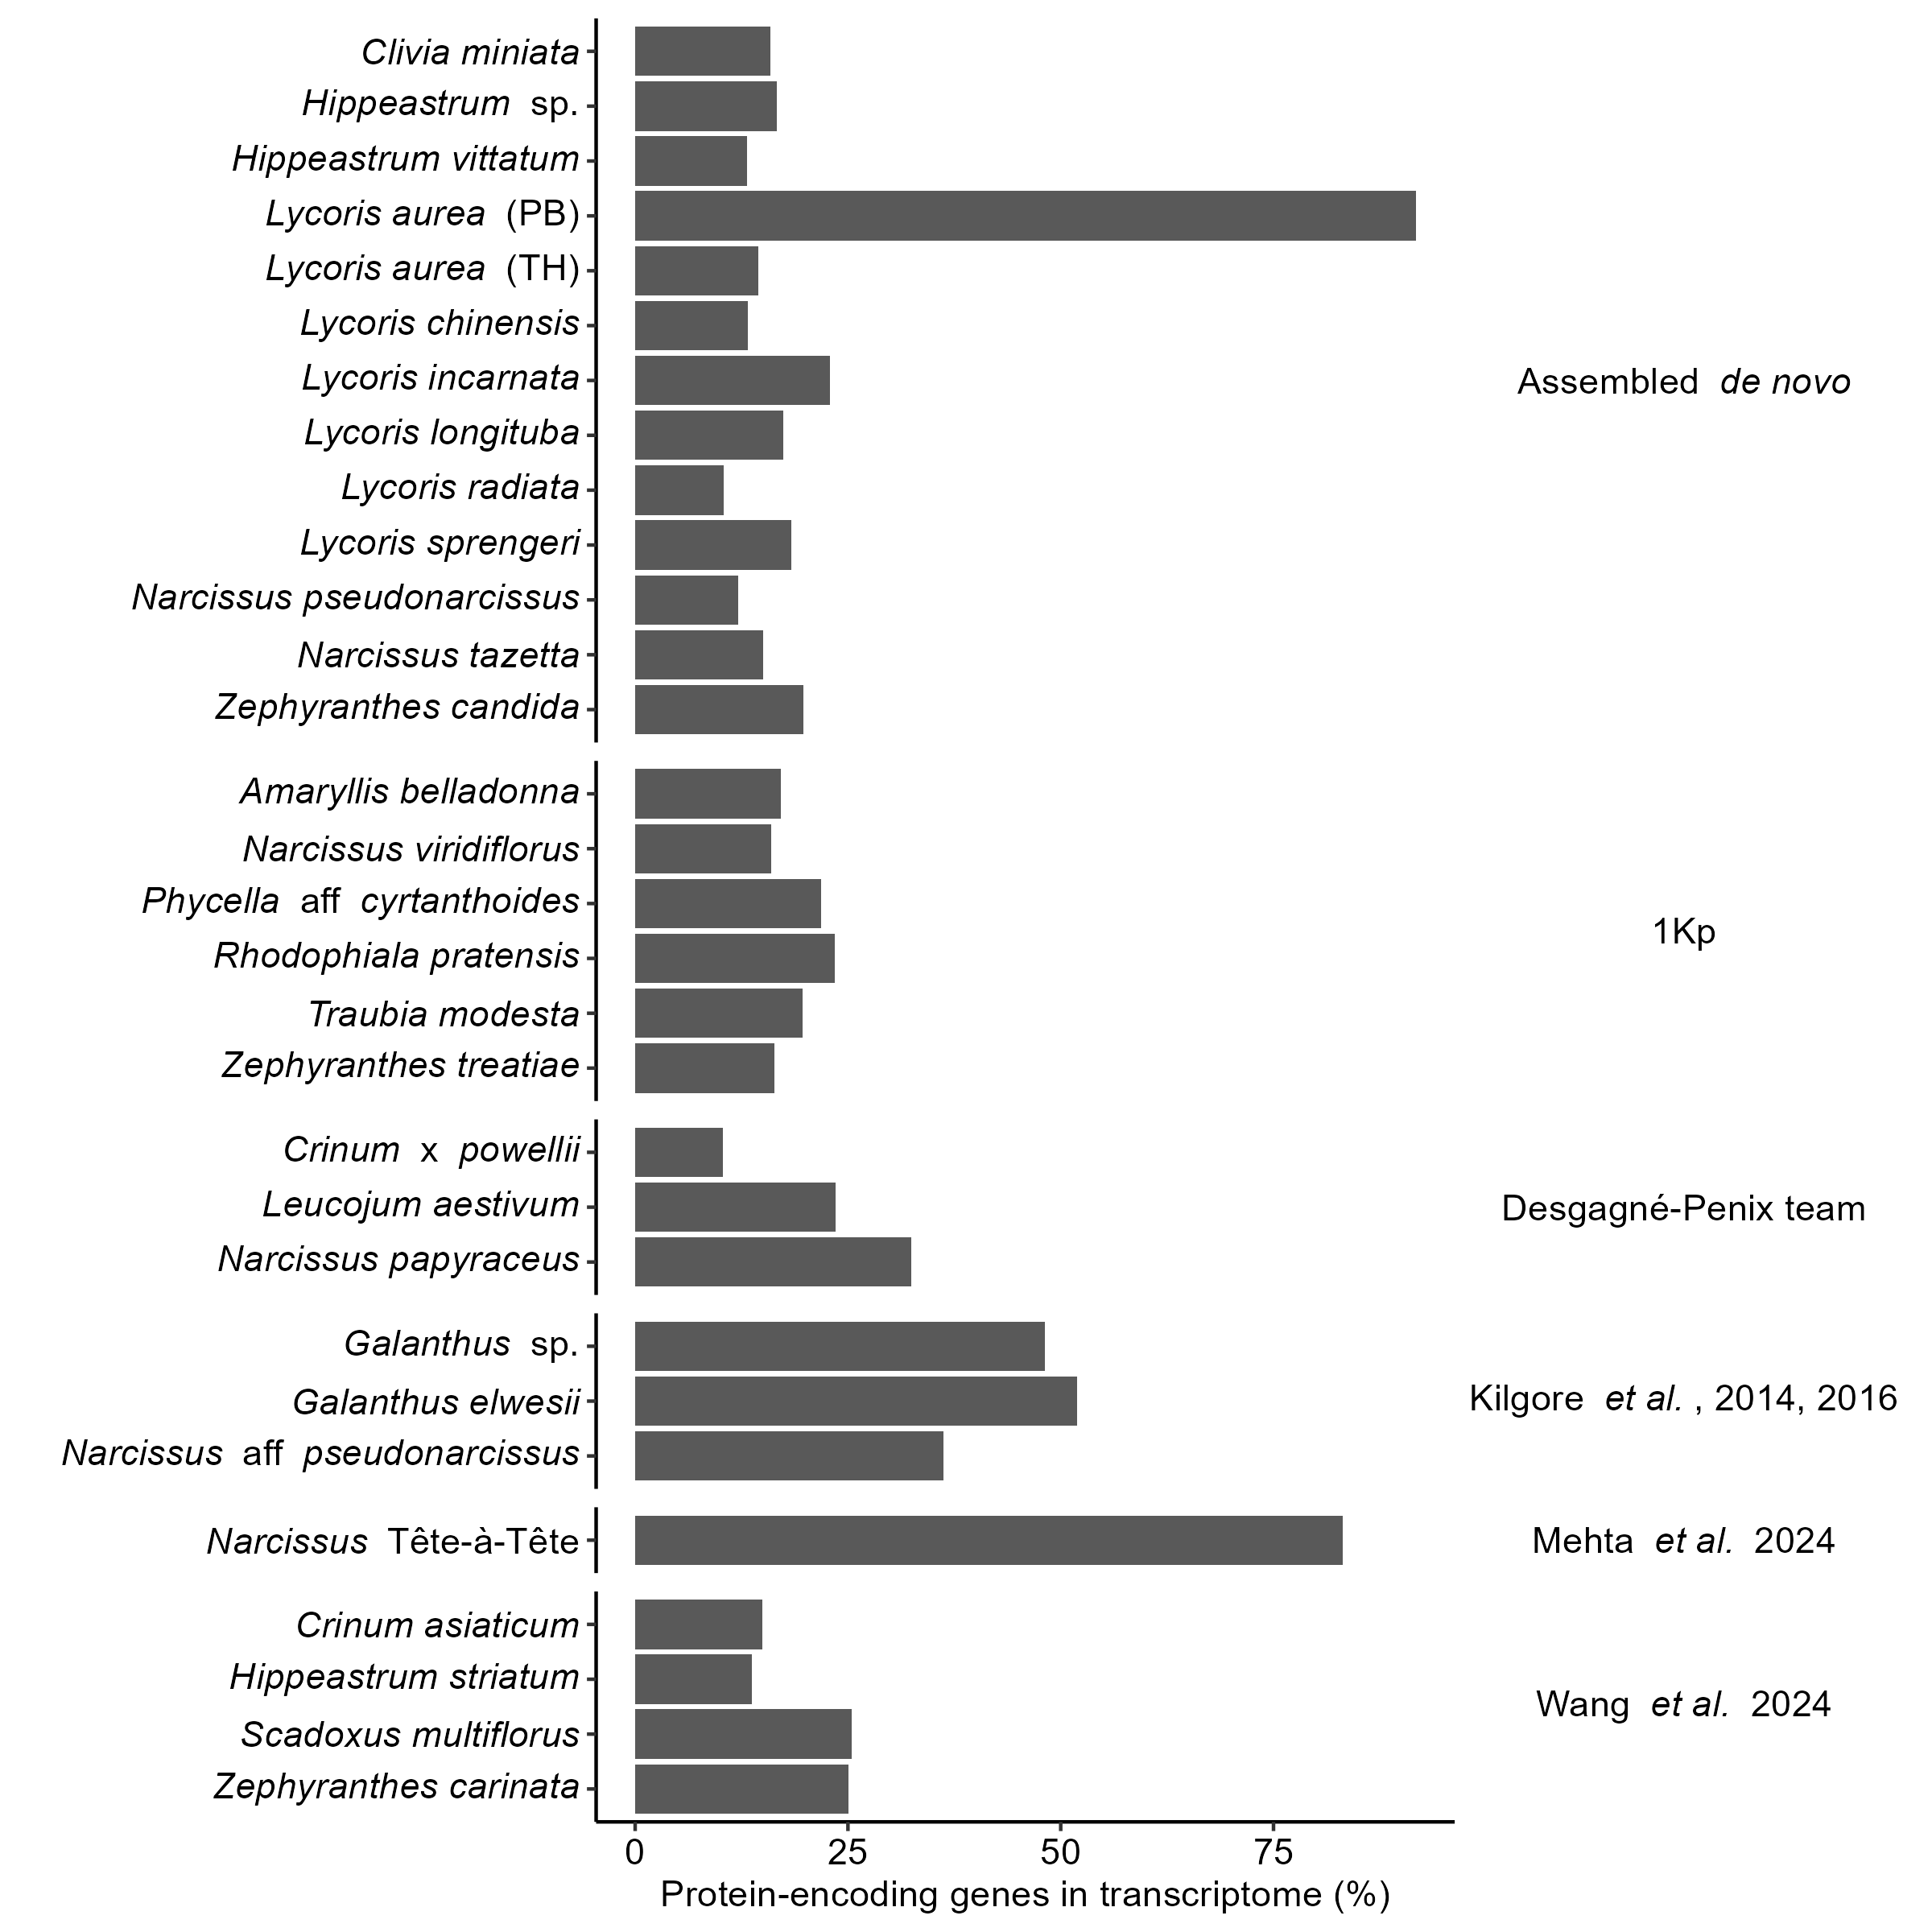 Clivia miniata
Hippeastrum sp.
Hippeastrum vittatum
Lycoris aurea (PB)
Lycoris aurea (TH)
Lycoris chinensis
Lycoris incarnata
Lycoris longituba
Lycoris radiata
Lycoris sprengeri
Narcissus pseudonarcissus
Narcissus tazetta
Zephyranthes candida
Assembled de novo
Amaryllis belladonna
Narcissus viridiflorus
Phycella aff cyrtanthoides
Rhodophiala pratensis
Traubia modesta
Zephyranthes treatiae
1Kp
Crinum x powellii
Leucojum aestivum
Narcissus papyraceus
Desgagné-Penix team
Galanthus sp.
Galanthus elwesii
Narcissus aff pseudonarcissus
Kilgore et al. , 2014, 2016
Narcissus Tête-à-Tête
Mehta et al. 2024
Crinum asiaticum
Hippeastrum striatum
Scadoxus multiflorus
Zephyranthes carinata
Wang et al. 2024
0 25 50 75
Protein-encoding genes in transcriptome (%)